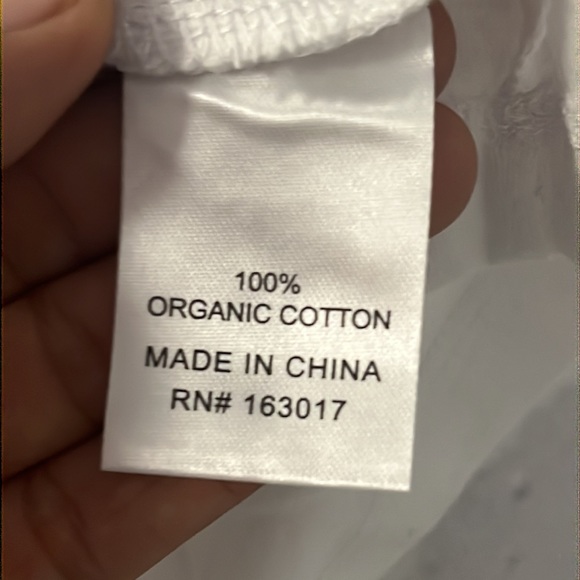 100%
ORGANIC COTTON
MADE IN CHINA
RN# 163017